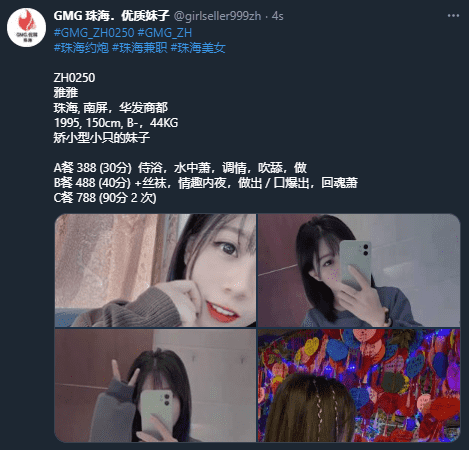 GMG 珠海．优质妹子 @girlseller999zh · 4s
#GMG_ZH0250 #GMG_ZH
#珠海约炮 #珠海兼职 #珠海美女
ZH0250
雅雅
珠海, 南屏，华发商都
1995, 150cm, B-，44KG
矫小型小只的妹子
A餐 388 (30分) 侍浴，水中萧，调情，吹舔，做
B餐 488 (40分) +丝袜，情趣内夜，做出 / 口爆出，回魂萧
C餐 788 (90分 2 次)